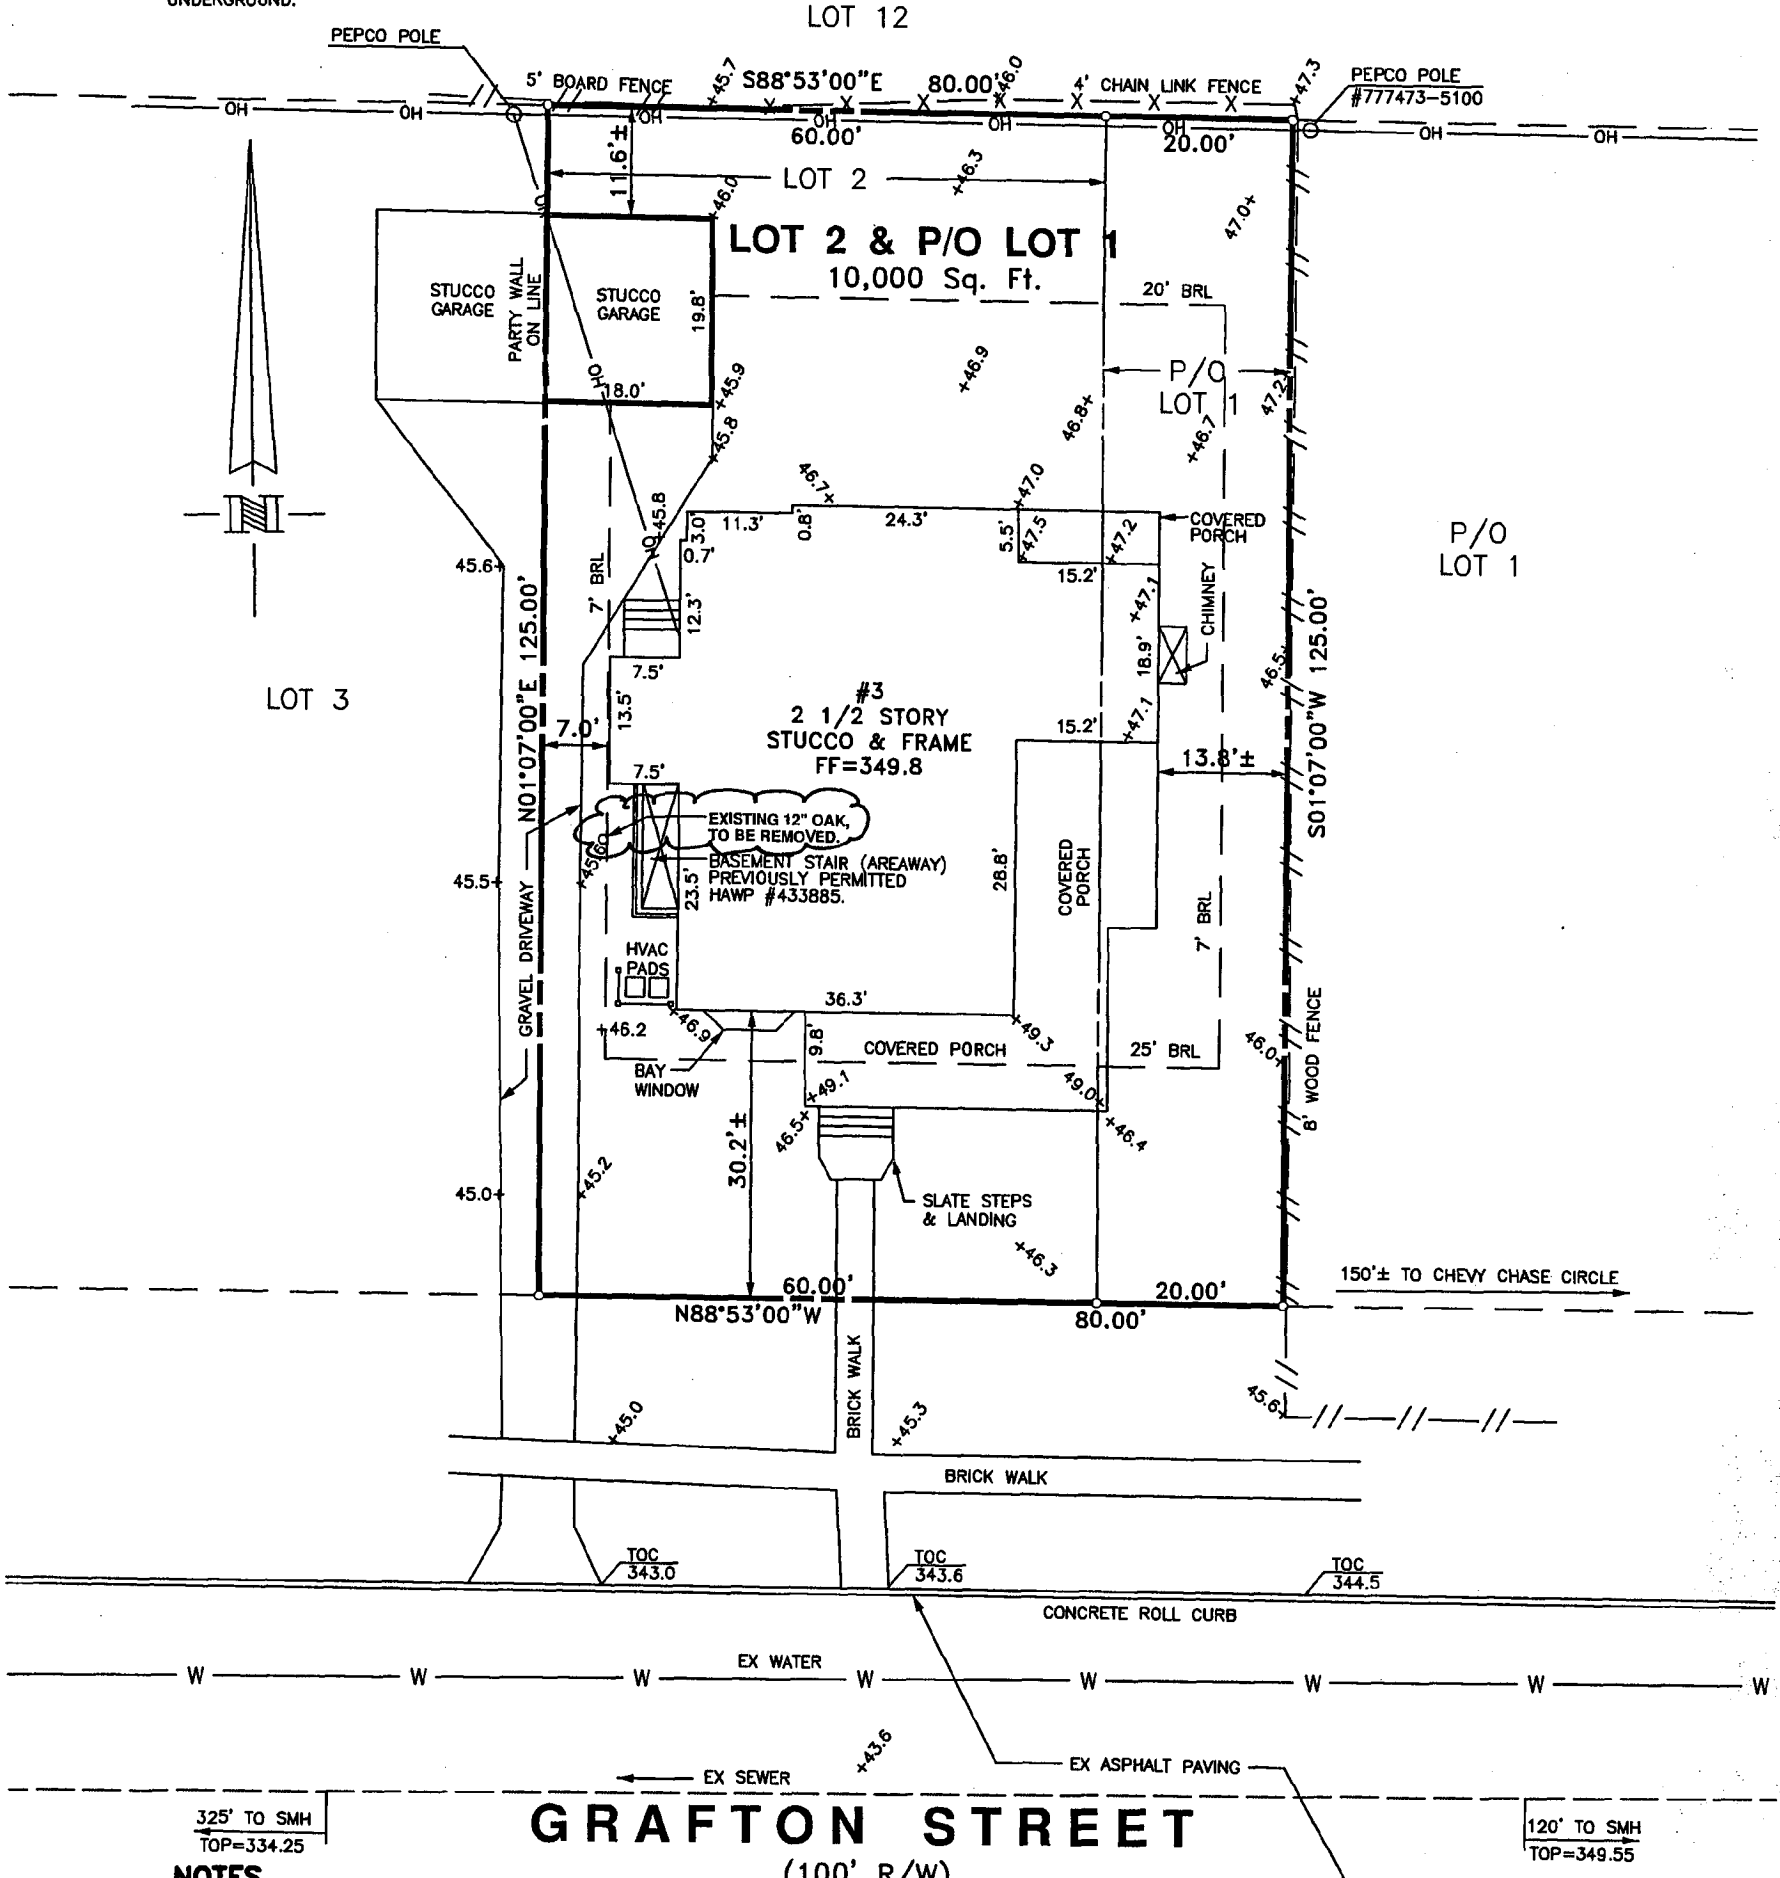 UNDERGROUND.
LOT 12
PEPCO POLE
5' BOARD FENCE
+45.7
S88°53'00"E
80.00'
+46.0
4' CHAIN LINK FENCE
+47.3
PEPCO POLE
#777473-5100
OH
OH
OH
OH
OH
OH
OH
OH
60.00'
20.00'
11.6'±
LOT 2
+46.3
+46.0
47.0+
LOT 2 & P/O LOT 1
10,000 Sq. Ft.
STUCCO
GARAGE
PARTY WALL
ON LINE
STUCCO
GARAGE
19.8'
20' BRL
OH
18.0'
+45.9
+46.9
P/O
LOT 1
47.2+
46.8+
+46.7
+45.8
46.7+
+47.0
+45.8
3.0'
11.3'
0.8'
24.3'
5.5'
+47.5
+47.2
COVERED
PORCH
P/O
LOT 1
45.6+
0.7'
OH
15.2'
7' BRL
12.3'
+47.1
CHIMNEY
N01°07'00"E 125.00'
S01°07'00"W 125.00'
18.9'
46.5
7.5'
LOT 3
13.5'
7.0'
#3
2 1/2 STORY
STUCCO & FRAME
FF=349.8
15.2'
+47.1
13.8'±
7.5'
EXISTING 12" OAK,
TO BE REMOVED.
+45.6
BASEMENT STAIR (AREAWAY)
PREVIOUSLY PERMITTED
HAWP #433885.
45.5+
23.5'
28.8'
COVERED
PORCH
7' BRL
GRAVEL DRIVEWAY
HVAC
PADS
36.3'
+46.2
+46.9
9.8'
COVERED PORCH
+49.3
25' BRL
46.0+
8' WOOD FENCE
BAY
WINDOW
+49.1
49.0+
46.5+
+46.4
30.2'±
45.0+
+45.2
SLATE STEPS
& LANDING
+46.3
150'± TO CHEVY CHASE CIRCLE
60.00'
20.00'
N88°53'00"W
80.00'
BRICK WALK
45.6
+45.0
+45.3
BRICK WALK
TOC
343.0
TOC
343.6
TOC
344.5
CONCRETE ROLL CURB
EX WATER
W
W
W
W
W
W
W
W
+43.6
EX ASPHALT PAVING
EX SEWER
325' TO SMH
TOP=334.25
GRAFTON STREET
120' TO SMH
TOP=349.55
NOTES
(100' R/W)